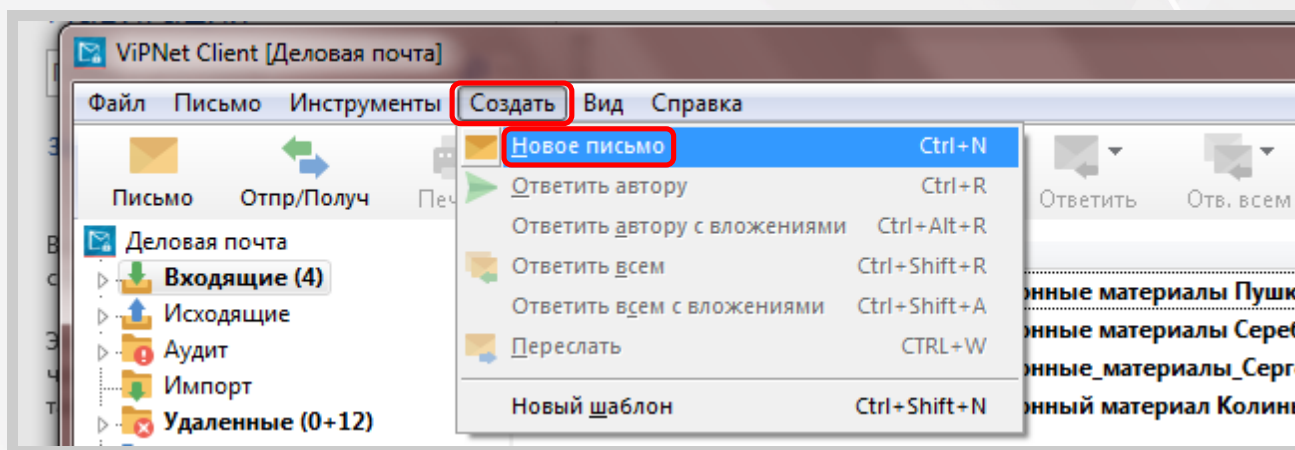 ViPNet Client [Деловая почта]
Файл Письмо Инструменты Создать Вид Справка
Письмо Отпр/Получ Печ Ответить Отв. всем
Новое письмо Ctrl+N
Ответить автору Ctrl+R
Ответить автору с вложениями Ctrl+Alt+R
Ответить всем Ctrl+Shift+R
Ответить всем с вложениями Ctrl+Shift+A
Переслать CTRL+W
Новый шаблон Ctrl+Shift+N
Деловая почта
Входящие (4)
Исходящие
Аудит
Импорт
Удаленные (0+12)
онные материалы Пушк
онные материалы Сереб
онные_материалы_Серг
онный материал Колин